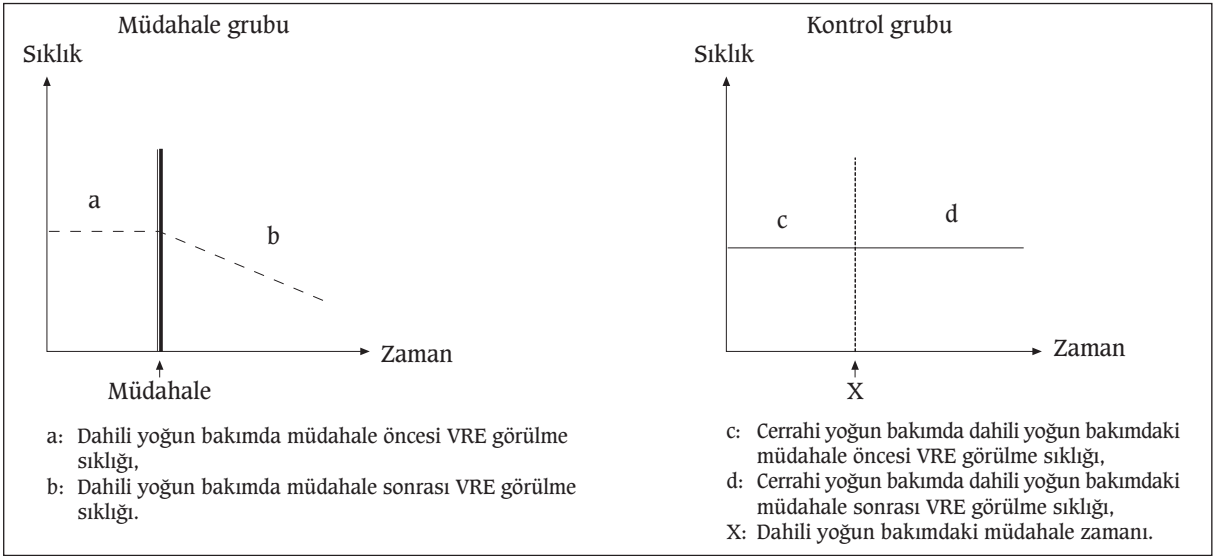 Müdahale grubu
Sıklık
a
b
Zaman
Müdahale
a: Dahili yoğun bakımda müdahale öncesi VRE görülme
sıklığı,
b: Dahili yoğun bakımda müdahale sonrası VRE görülme
sıklığı.
Kontrol grubu
Sıklık
c
d
Zaman
X
c: Cerrahi yoğun bakımda dahili yoğun bakımdaki
müdahale öncesi VRE görülme sıklığı,
d: Cerrahi yoğun bakımda dahili yoğun bakımdaki
müdahale sonrası VRE görülme sıklığı,
X: Dahili yoğun bakımdaki müdahale zamanı.